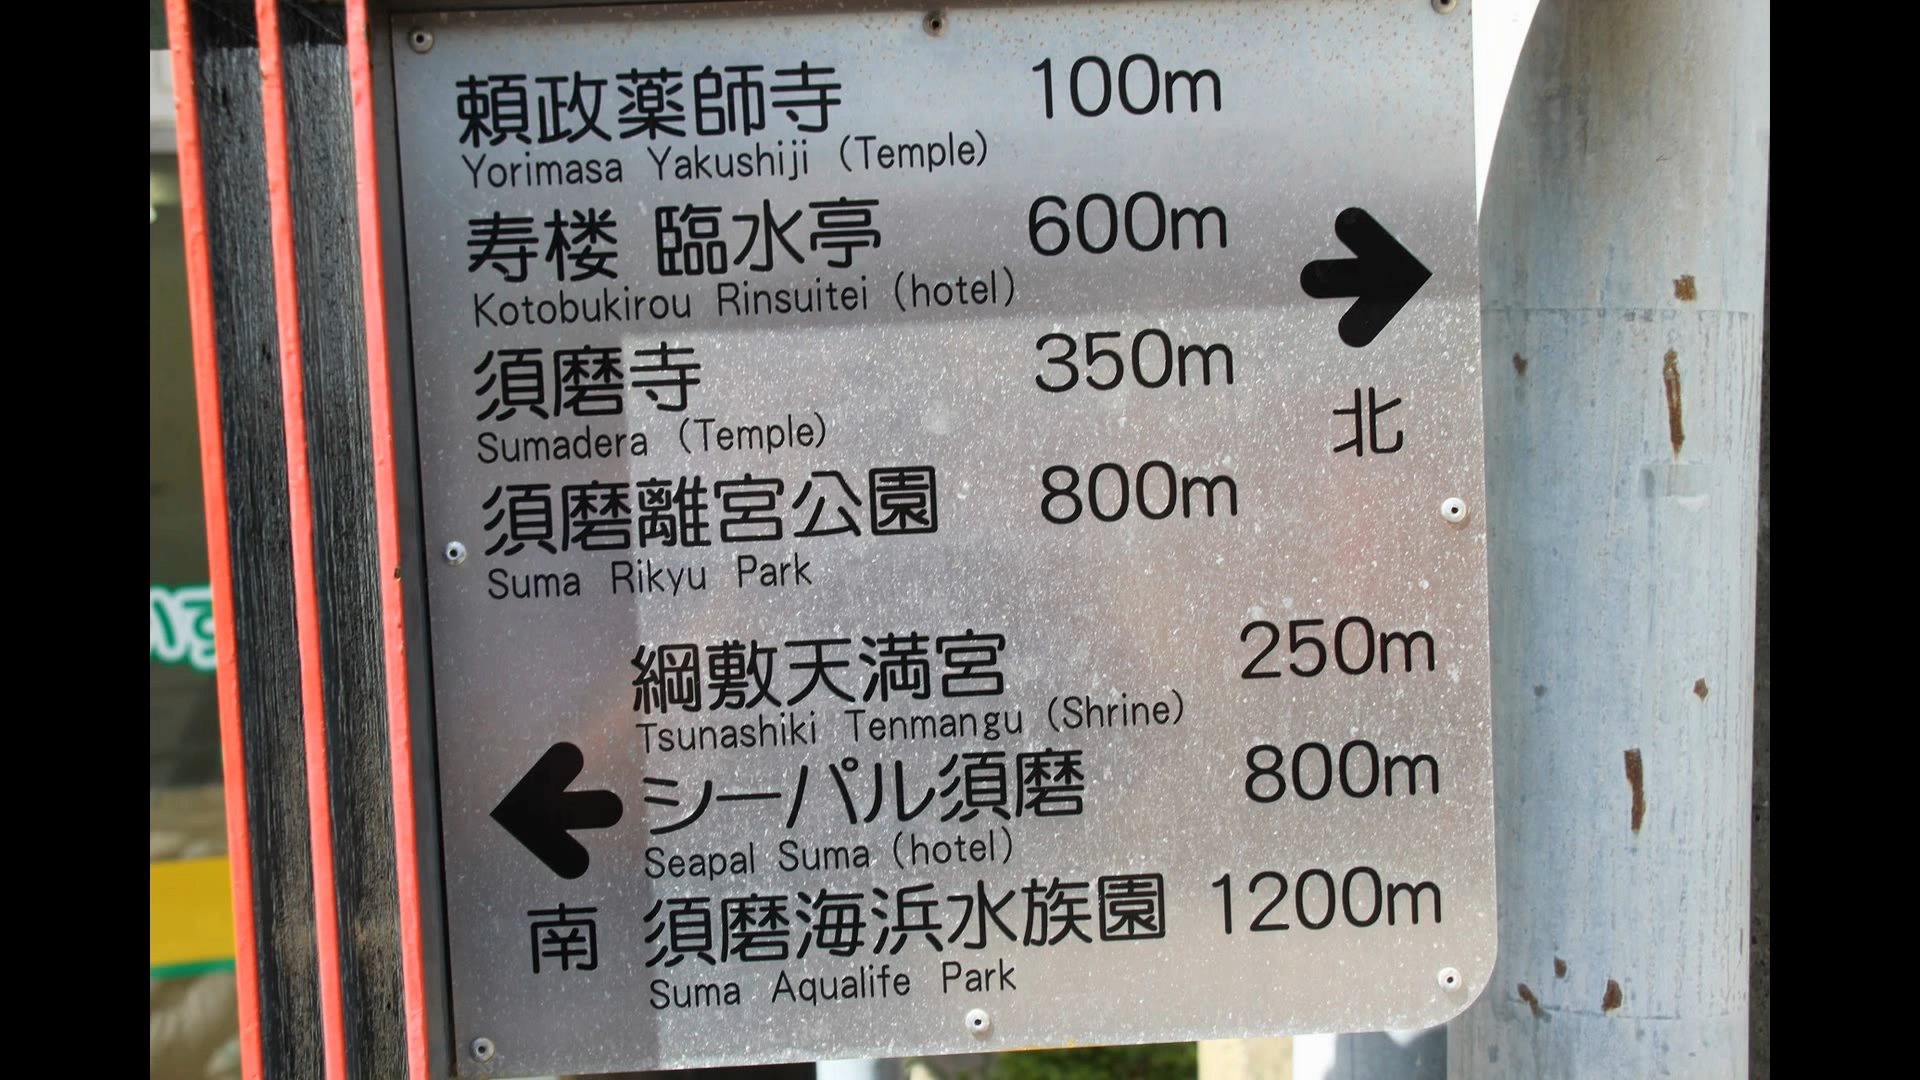 頼政薬師寺 100m
Yorimasa Yakushiji (Temple)
寿楼 臨水亭 600m
Kotobukirou Rinsuitei (hotel)
須磨寺 350m
Sumadera (Temple)
北
須磨離宮公園 800m
Suma Rikyu Park
綱敷天満宮 250m
Tsunashiki Tenmangu (Shrine)
シーパル須磨 800m
Seapal Suma (hotel)
南 須磨海浜水族園 1200m
Suma Aqualife Park